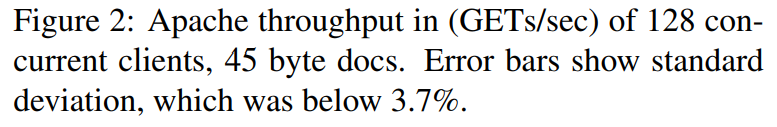 Figure 2: Apache throughput in (GETs/sec) of 128 con-
current clients, 45 byte docs. Error bars show standard
deviation, which was below 3.7%.